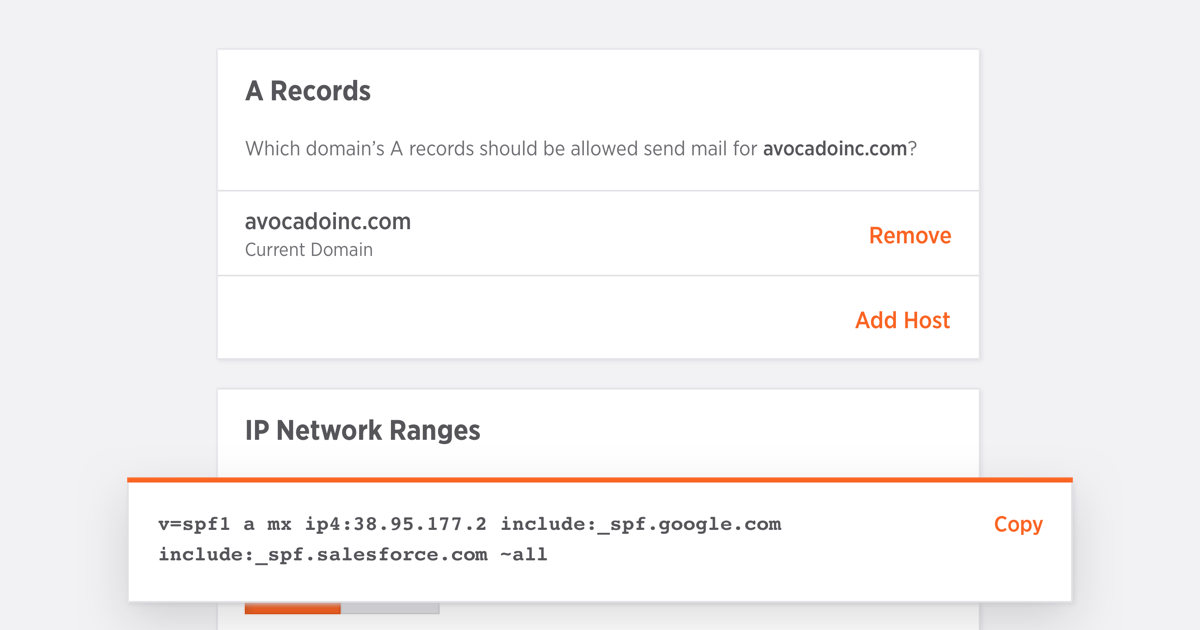 A Records
Which domain’s A records should be allowed send mail for avocadoinc.com?
avocadoinc.com
Remove
Current Domain
Add Host
IP Network Ranges
v=spf1 a mx ip4:38.95.177.2 include:_spf.google.com
Copy
include:_spf.salesforce.com ~all